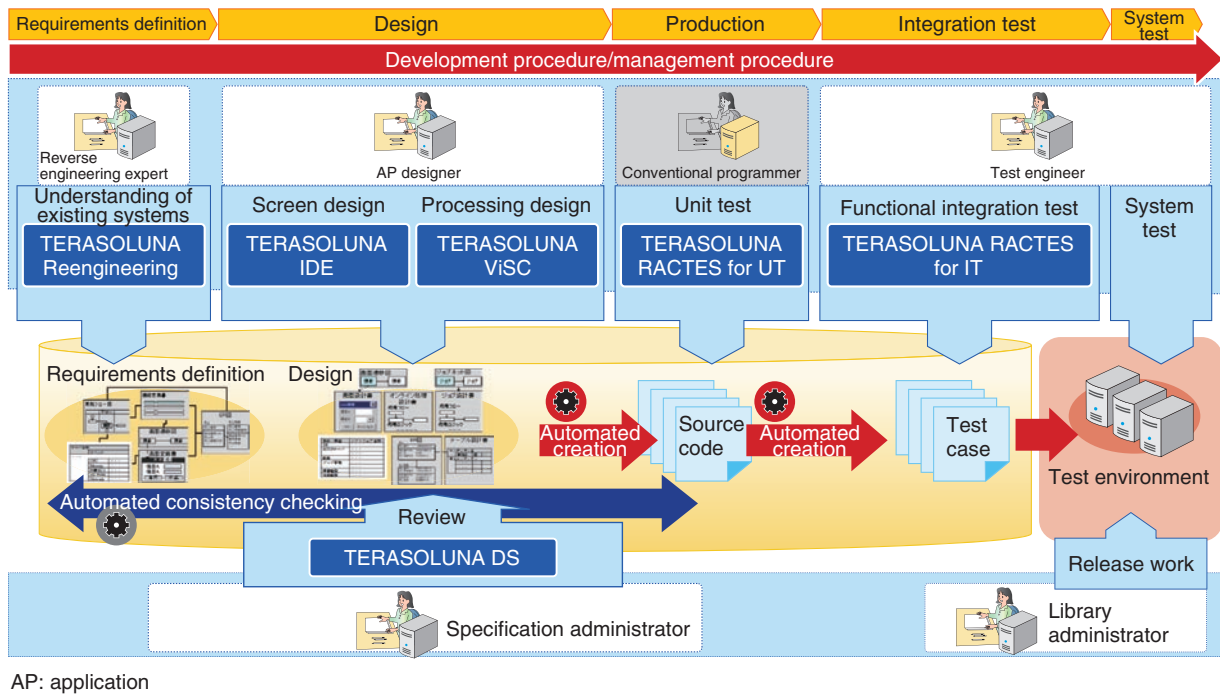 Requirements definition
Design
Production
Integration test
System
test
Development procedure/management procedure
Reverse
engineering expert
AP designer
Conventional programmer
Test engineer
Understanding of
existing systems
TERASOLUNA
Reengineering
Screen design
TERASOLUNA
IDE
Processing design
TERASOLUNA
ViSC
Unit test
TERASOLUNA
RACTES for UT
Functional integration test
TERASOLUNA RACTES
for IT
System
test
Requirements definition
Design
Automated
creation
Source
code
Automated
creation
Test
case
Test environment
Automated consistency checking
Review
TERASOLUNA DS
Release work
Specification administrator
Library
administrator
AP: application